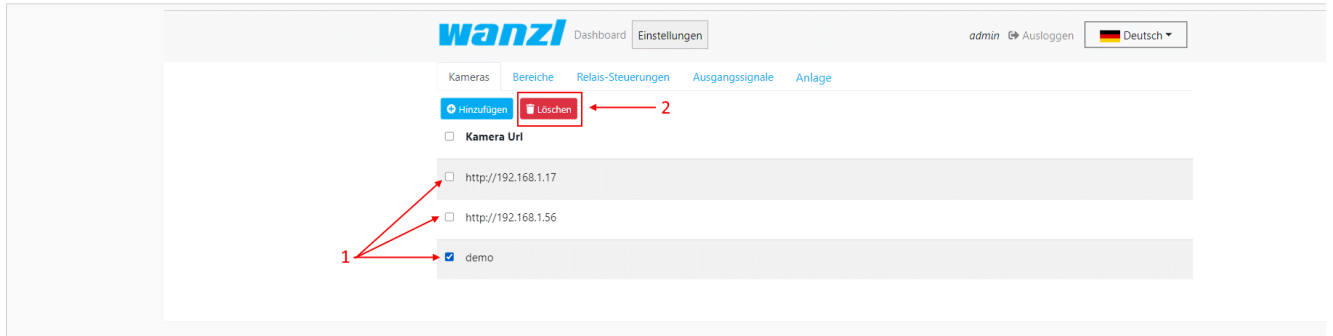 wanzl Dashboard Einstellungen admin Ausloggen Deutsch
Kameras Bereiche Relais-Steuerungen Ausgangssignale Anlage
Hinzufügen Löschen 2
Kamera Url
http://192.168.1.17
http://192.168.1.56
1 demo